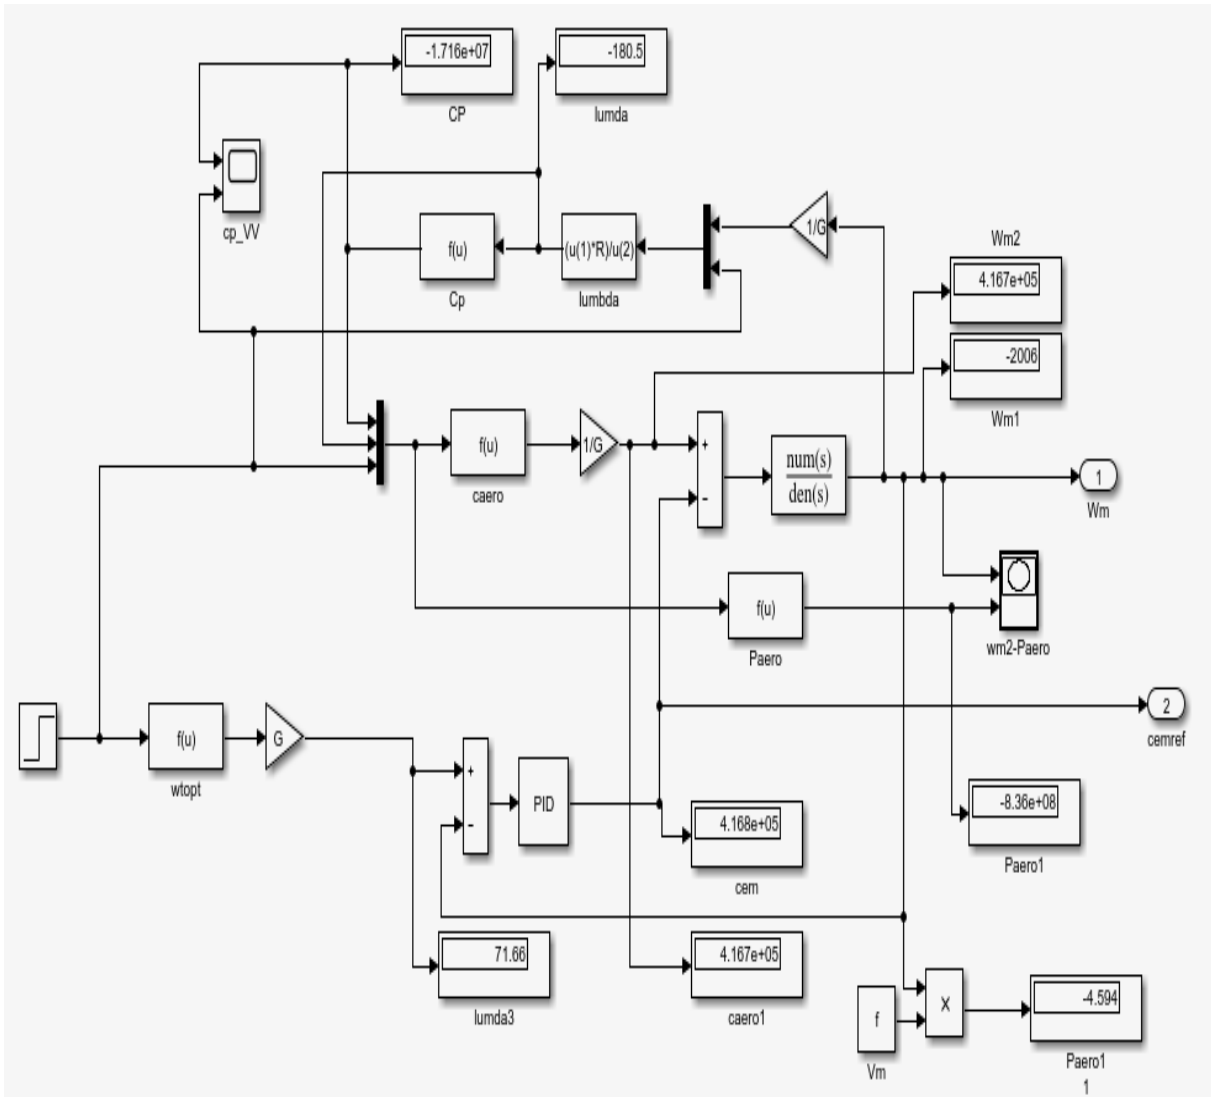 -1.716e+07
-180.5
CP
lumda
cp_VV
f(u)
(u(1)*R)/u(2)
1/G
Cp
lumbda
Wm2
4.167e+05
-2006
Wm1
f(u)
1/G
+
-
num(s)
den(s)
caero
1
Wm
f(u)
Paero
wm2-Paero
2
cemref
f(u)
G
wtopt
+
-
PID
4.168e+05
cem
-8.36e+08
Paero1
71.66
lumda3
4.167e+05
caero1
f
Vm
X
-4.594
Paero1
1